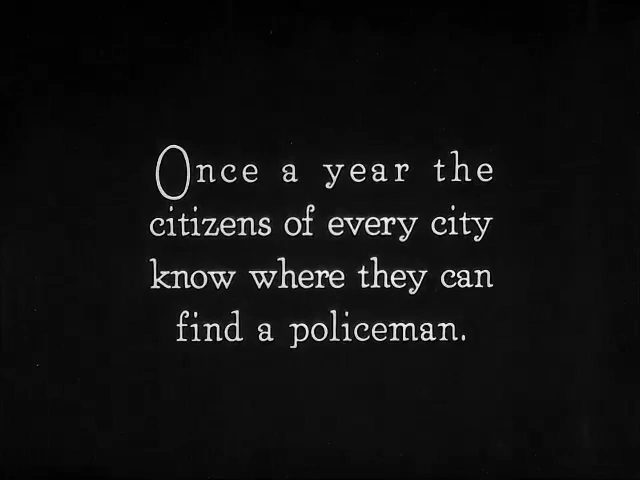 Once a year the
citizens of every city
know where they can
find a policeman.